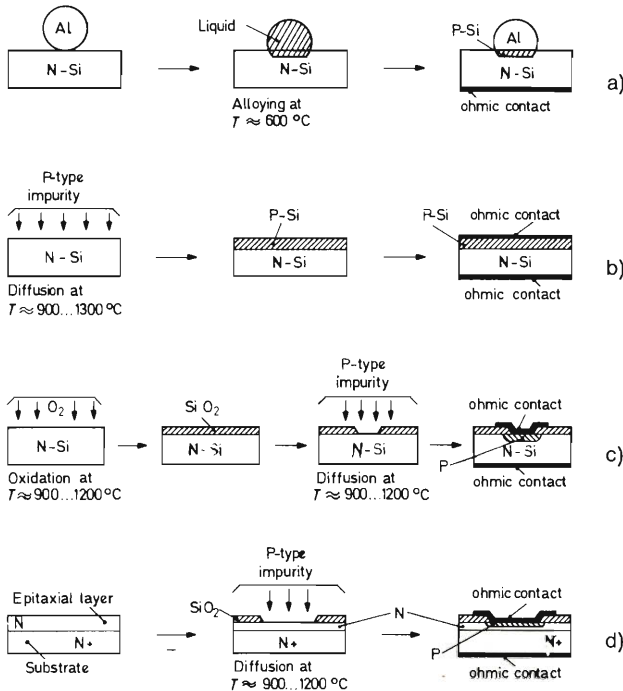 Al
N-Si
Liquid
N-Si
Alloying at
T ≈ 600 °C
P-Si
Al
N-Si
ohmic contact
a)
P-type
impurity
N-Si
Diffusion at
T ≈ 900...1300 °C
P-Si
N-Si
P-Si
ohmic contact
N-Si
ohmic contact
b)
O2
N-Si
Oxidation at
T ≈ 900...1200 °C
SiO2
N-Si
P-type
impurity
N-Si
Diffusion at
T ≈ 900...1200 °C
ohmic contact
P
N-Si
ohmic contact
c)
Epitaxial layer
N
N+
Substrate
P-type
impurity
SiO2
N+
Diffusion at
T ≈ 900...1200 °C
N
ohmic contact
P
N+
ohmic contact
d)